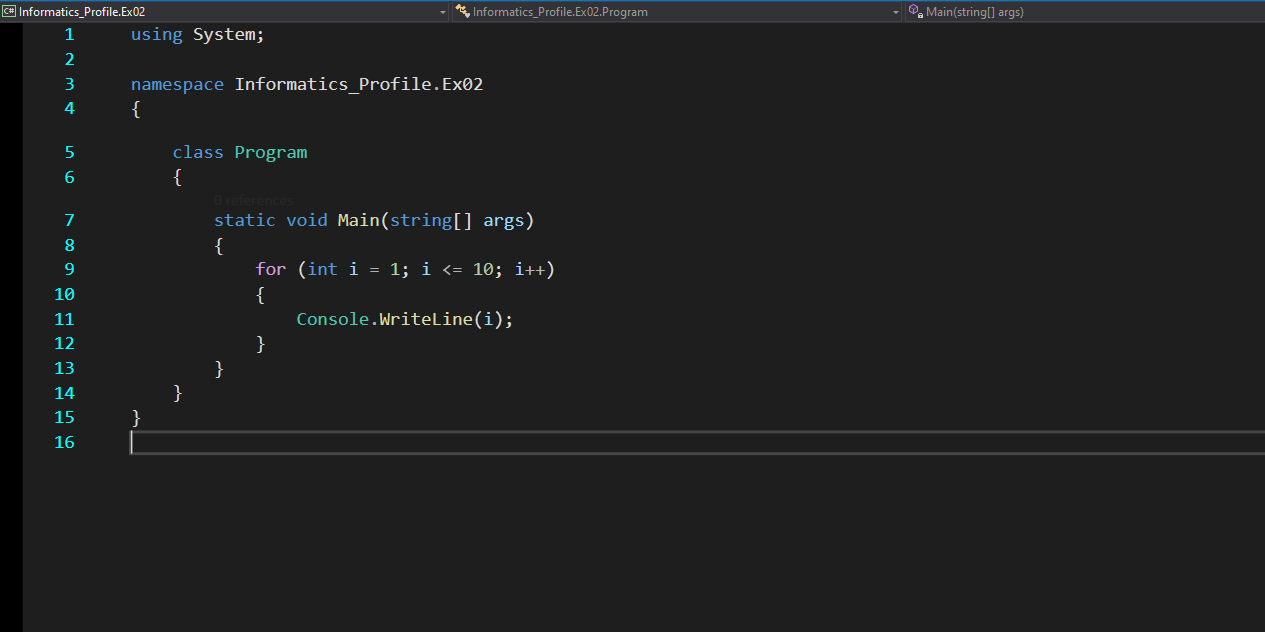 C# Informatics_Profile.Ex02 Informatics_Profile.Ex02.Program Main(string[] args)
1 using System;
2
3 namespace Informatics_Profile.Ex02
4 {
5 class Program
6 {
0 references
7 static void Main(string[] args)
8 {
9 for (int i = 1; i <= 10; i++)
10 {
11 Console.WriteLine(i);
12 }
13 }
14 }
15 }
16